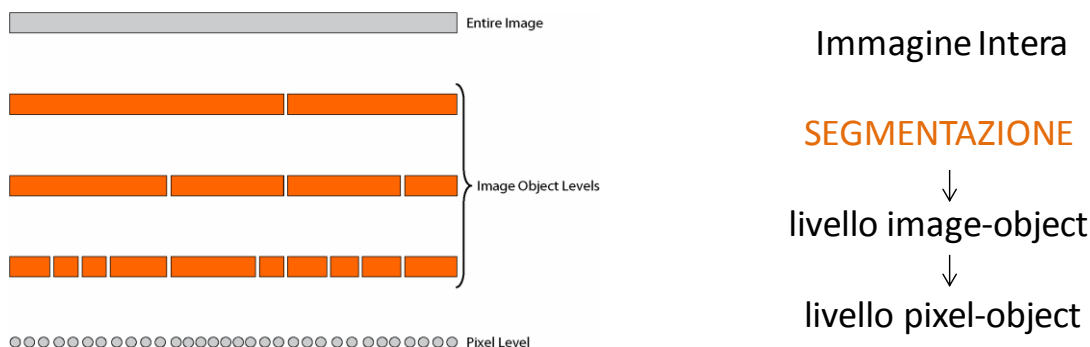 Entire Image
Image Object Levels
Pixel Level
Immagine Intera
SEGMENTAZIONE
livello image-object
livello pixel-object